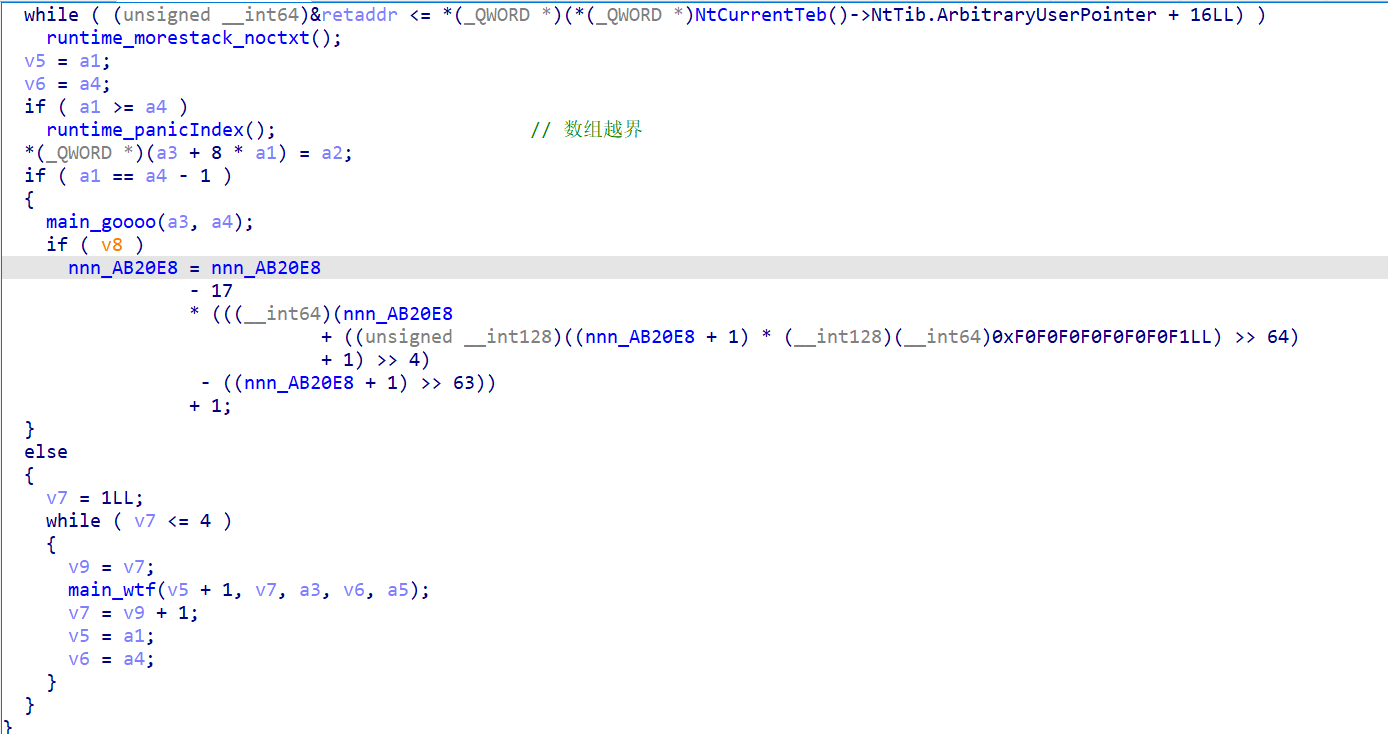 while ( (unsigned __int64)&retaddr <= *(_QWORD *)(*(_QWORD *)NtCurrentTeb()->NtTib.ArbitraryUserPointer + 16LL) )
runtime_morestack_noctxt();
v5 = a1;
v6 = a4;
if ( a1 >= a4 )
runtime_panicIndex(); // 数组越界
*(_QWORD *)(a3 + 8 * a1) = a2;
if ( a1 == a4 - 1 )
{
main_goooo(a3, a4);
if ( v8 )
nnn_AB20E8 = nnn_AB20E8
- 17
* (((__int64)(nnn_AB20E8
+ ((unsigned __int128)((nnn_AB20E8 + 1) * (__int128)(__int64)0xF0F0F0F0F0F0F0F1LL) >> 64)
+ 1) >> 4)
- ((nnn_AB20E8 + 1) >> 63))
+ 1;
}
else
{
v7 = 1LL;
while ( v7 <= 4 )
{
v9 = v7;
main_wtf(v5 + 1, v7, a3, v6, a5);
v7 = v9 + 1;
v5 = a1;
v6 = a4;
}
}
}